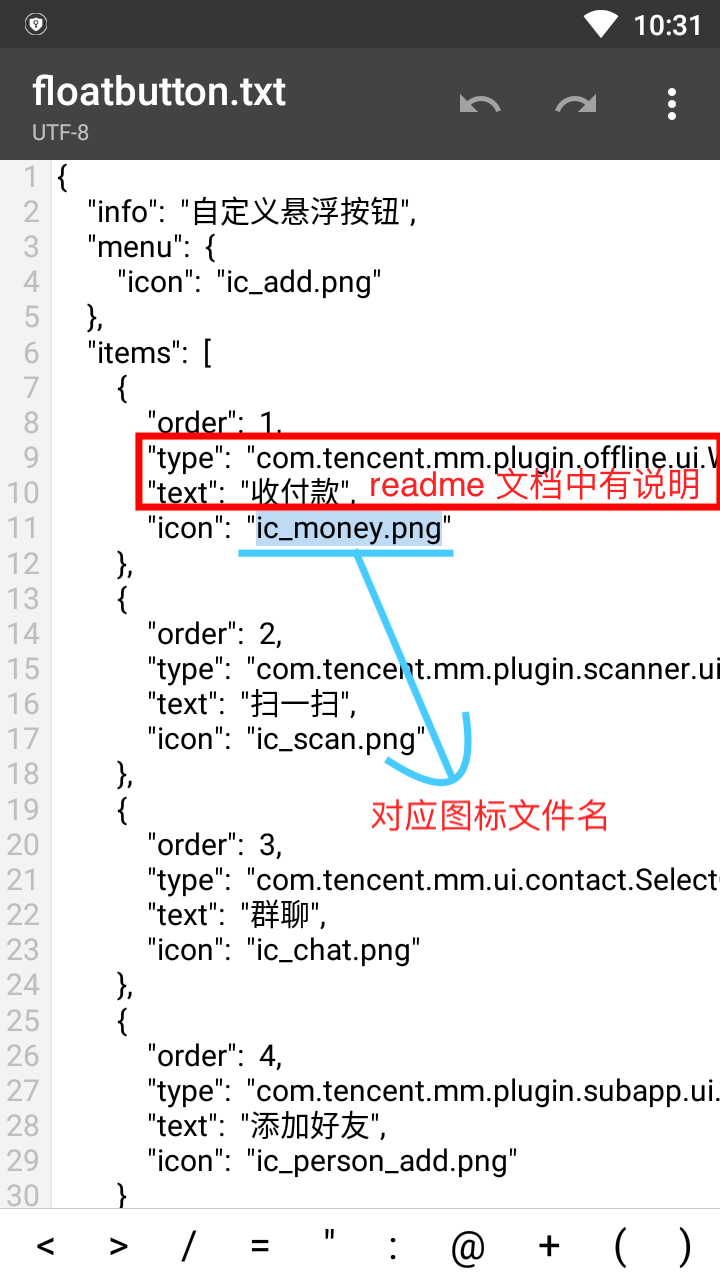 10:31
floatbutton.txt
UTF-8
1 {
2 "info": "自定义悬浮按钮",
3 "menu": {
4 "icon": "ic_add.png"
5 },
6 "items": [
7 {
8 "order": 1,
9 "type": "com.tencent.mm.plugin.offline.ui.W
10 "text": "收付款",
readme 文档中有说明
11 "icon": "ic_money.png"
12 },
13 {
14 "order": 2,
15 "type": "com.tencent.mm.plugin.scanner.ui
16 "text": "扫一扫",
17 "icon": "ic_scan.png"
18 },
对应图标文件名
19 {
20 "order": 3,
21 "type": "com.tencent.mm.ui.contact.Select
22 "text": "群聊",
23 "icon": "ic_chat.png"
24 },
25 {
26 "order": 4,
27 "type": "com.tencent.mm.plugin.subapp.ui.
28 "text": "添加好友",
29 "icon": "ic_person_add.png"
30 }
< > / = " : @ + ( )